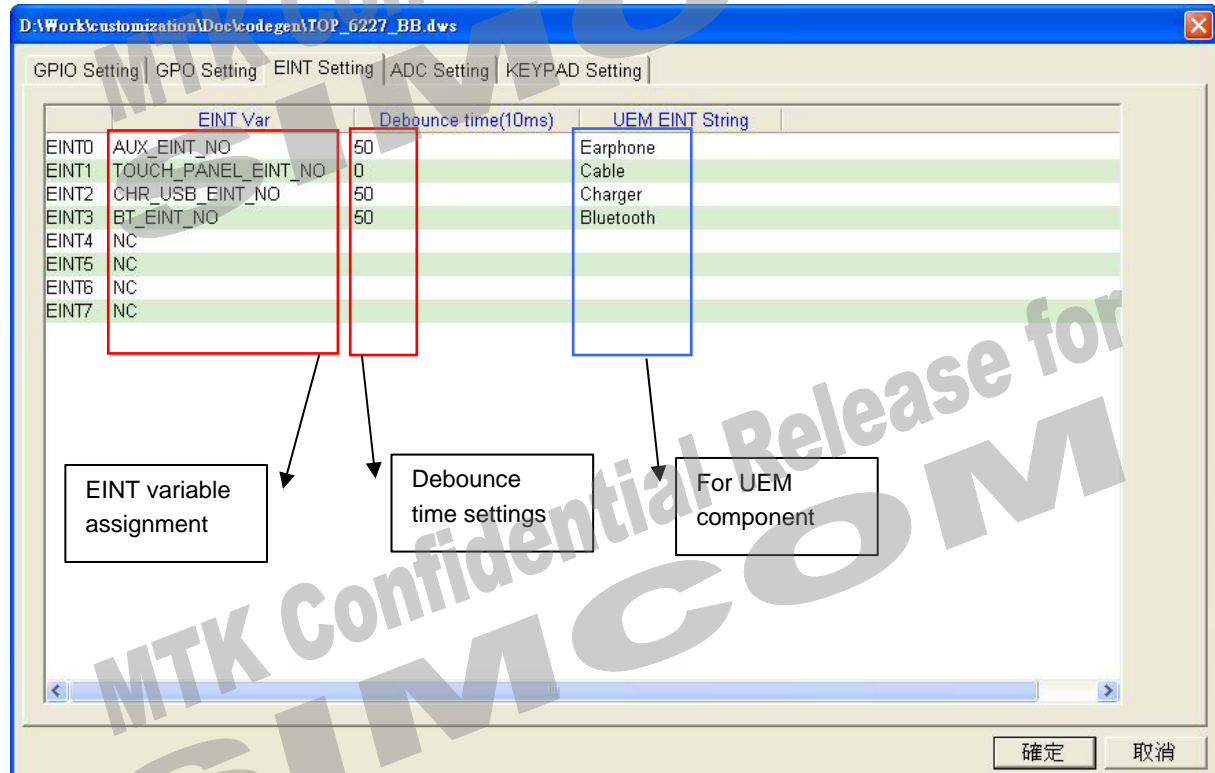 D:\Work\customization\Doc\codegen\TOP_6227_BB.dws
GPIO Setting GPO Setting EINT Setting ADC Setting KEYPAD Setting
EINT Var Debounce time(10ms) UEM EINT String
EINT0 AUX_EINT_NO 50 Earphone
EINT1 TOUCH_PANEL_EINT_NO 0 Cable
EINT2 CHR_USB_EINT_NO 50 Charger
EINT3 BT_EINT_NO 50 Bluetooth
EINT4 NC
EINT5 NC
EINT6 NC
EINT7 NC
EINT variable
assignment
Debounce
time settings
For UEM
component
MTK Confidential Release for
SIMCOM
確定 取消